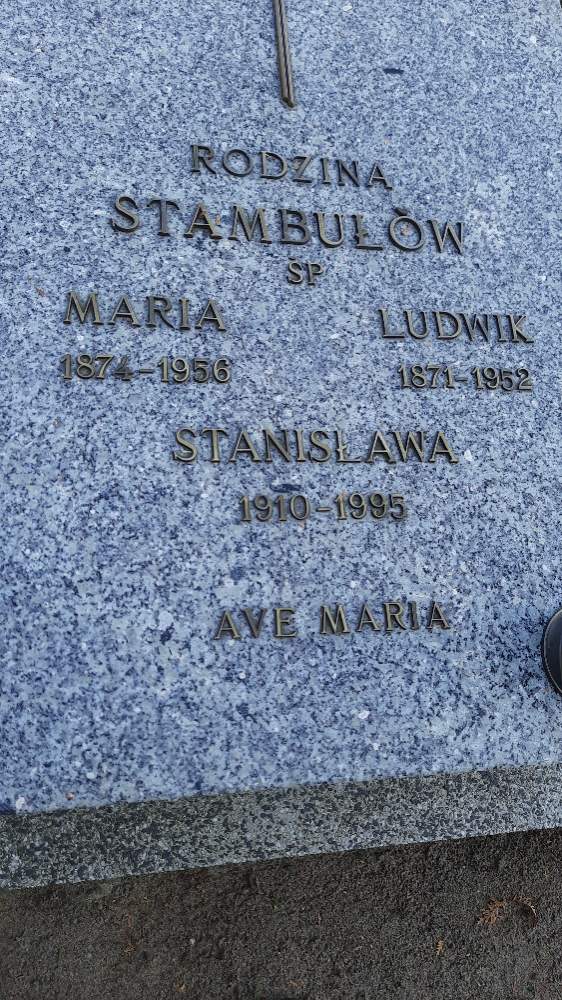 RODZINA
STAMBUŁÓW
SP
MARIA LUDWIK
1874-1956 1871-1952
STANISŁAWA
1910-1995
AVE MARIA